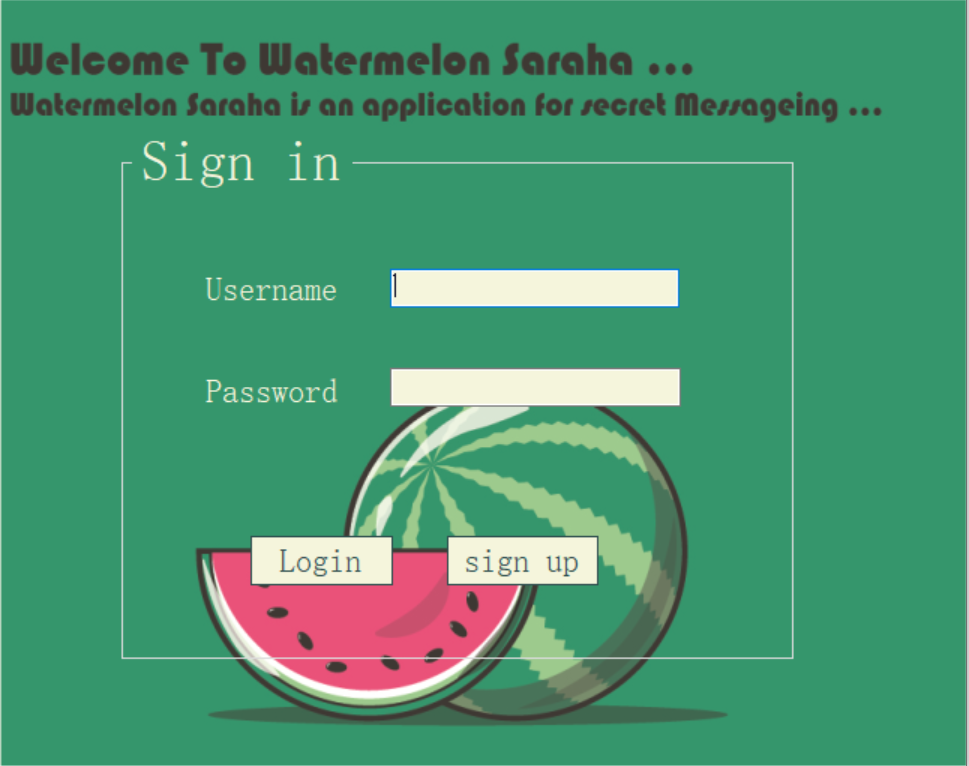 Welcome To Watermelon Saraha ...
Watermelon Saraha is an application for secret Messageing ...
Sign in
Username
Password
Login
sign up